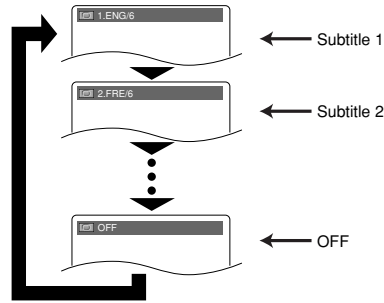 1.ENG/6
Subtitle 1
2.FRE/6
Subtitle 2
OFF
OFF